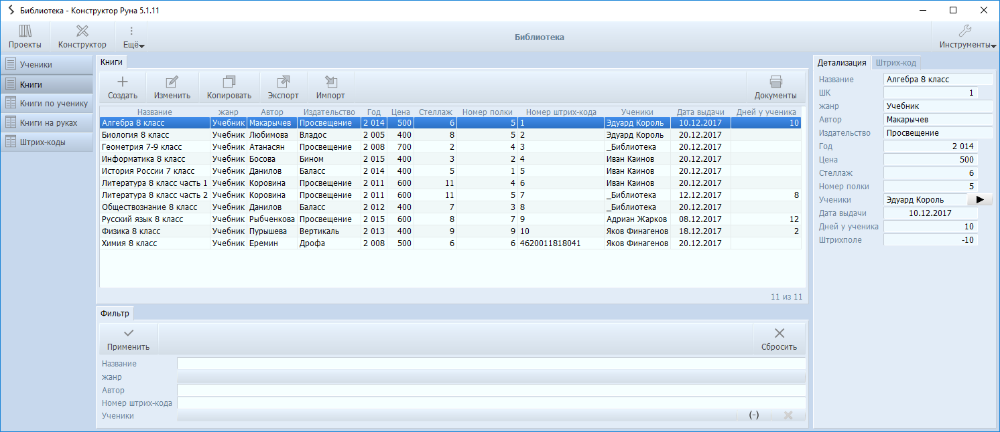 Библиотека - Конструктор Руна 5.1.11
Проекты Конструктор Ещё Библиотека Инструменты
Ученики
Книги
Книги по ученику
Книги на руках
Штрих-коды
Книги
Создать Изменить Копировать Экспорт Импорт Документы
Название жанр Автор Издательство Год Цена Стеллаж Номер полки Номер штрих-кода Ученики Дата выдачи Дней у ученика
Алгебра 8 класс Учебник Макарычев Просвещение 2 014 500 6 5 1 Эдуард Король 10.12.2017 10
Биология 8 класс Учебник Любимова Владос 2 005 400 8 5 2 Эдуард Король 20.12.2017
Геометрия 7-9 класс Учебник Атанасян Просвещение 2 008 700 2 4 3 _Библиотека 20.12.2017
Информатика 8 класс Учебник Босова Бином 2 015 400 3 2 4 Иван Каинов 20.12.2017
История России 7 класс Учебник Данилов Баласс 2 014 400 5 1 5 Иван Каинов 20.12.2017
Литература 8 класс часть 1 Учебник Коровина Просвещение 2 011 600 11 4 6 Иван Каинов 20.12.2017
Литература 8 класс часть 2 Учебник Коровина Просвещение 2 011 600 11 5 7 _Библиотека 12.12.2017 8
Обществознание 8 класс Учебник Данилов Баласс 2 012 400 7 3 8 _Библиотека
Русский язык 8 класс Учебник Рыбченкова Просвещение 2 015 600 8 7 9 Адриан Жарков 08.12.2017 12
Физика 8 класс Учебник Пурышева Вертикаль 2 013 400 9 9 10 Яков Финагенов 18.12.2017 2
Химия 8 класс Учебник Еремин Дрофа 2 008 500 6 6 4620011818041 Яков Финагенов 20.12.2017
11 из 11
Фильтр
Применить Сбросить
Название
жанр
Автор
Номер штрих-кода
Ученики (-)
Детализация Штрих-код
Название Алгебра 8 класс
ШК 1
жанр Учебник
Автор Макарычев
Издательство Просвещение
Год 2 014
Цена 500
Стеллаж 6
Номер полки 5
Ученики Эдуард Король
Дата выдачи 10.12.2017
Дней у ученика 10
Штрихполе -10